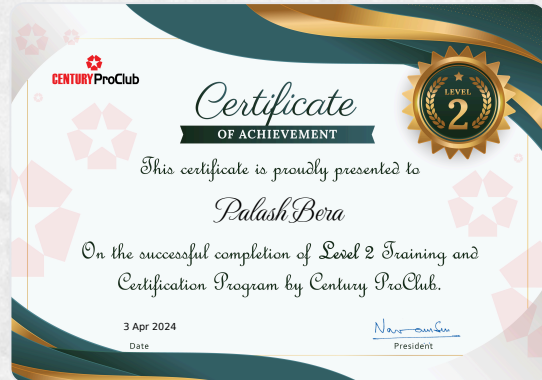 CENTURY ProClub
Certificate
OF ACHIEVEMENT
LEVEL
2
This certificate is proudly presented to
Palash Bera
On the successful completion of Level 2 Training and
Certification Program by Century ProClub.
3 Apr 2024
Date
President